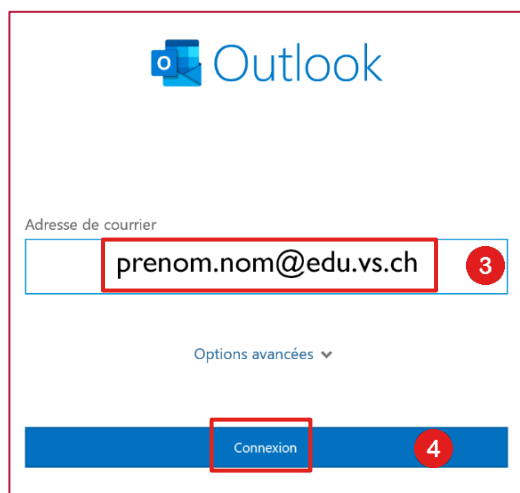 Outlook
Adresse de courrier
prenom.nom@edu.vs.ch
3
Options avancées
Connexion
4